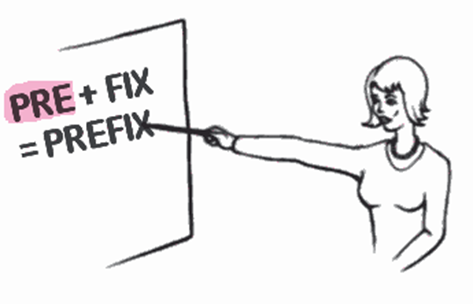 PRE + FIX
= PREFIX